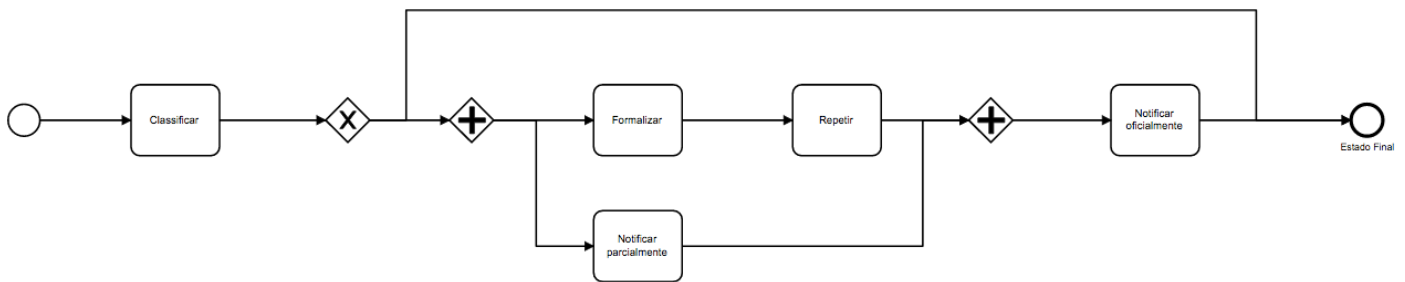 Classificar
Formalizar
Repetir
Notificar
oficialmente
Estado Final
Notificar
parcialmente